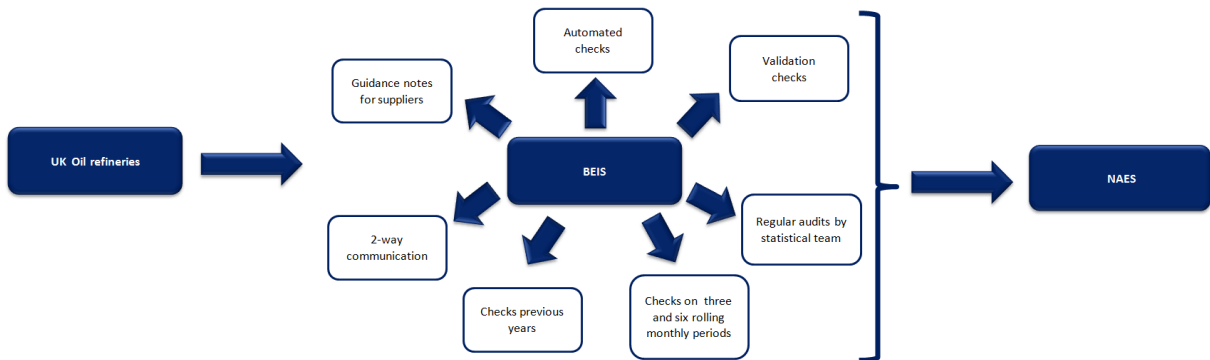 Automated
checks
Validation
checks
Guidance notes
for suppliers
UK Oil refineries
BEIS
NAES
2-way
communication
Regular audits by
statistical team
Checks previous
years
Checks on three
and six rolling
monthly periods